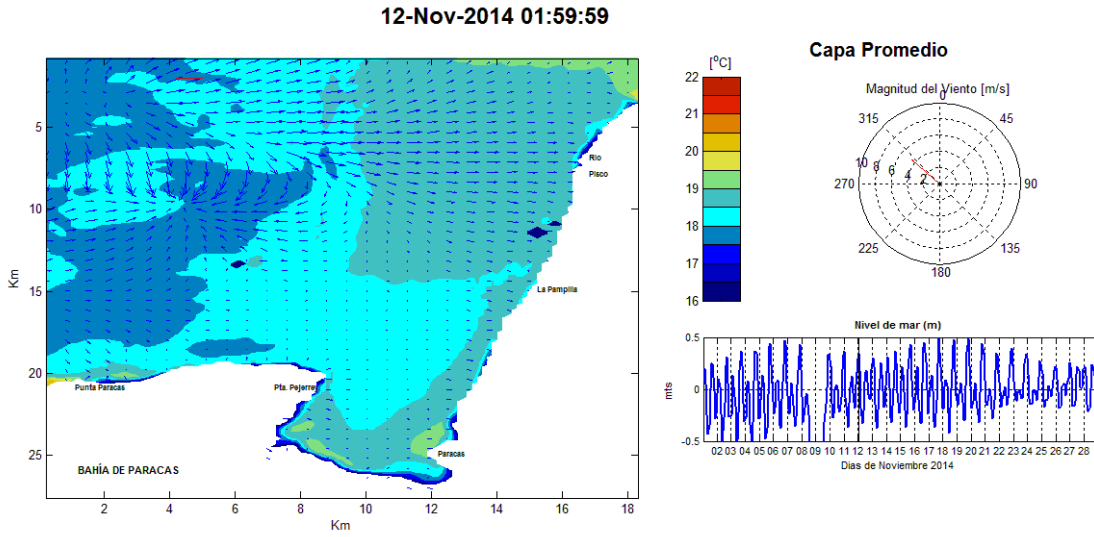 12-Nov-2014 01:59:59
Capa Promedio
[°C]
22
21
20
19
18
17
16
Magnitud del Viento [m/s]
0
45
90
135
180
225
270
315
10 8 6 4 2
Km
5
10
15
20
25
Rio
Pisco
La Pampilla
Punta Paracas
Pta. Pejerrey
Paracas
BAHÍA DE PARACAS
2 4 6 8 10 12 14 16 18
Km
Nivel de mar (m)
mts
0.5
0
-0.5
02 03 04 05 06 07 08 09 10 11 12 13 14 15 16 17 18 19 20 21 22 23 24 25 26 27 28
Dias de Noviembre 2014